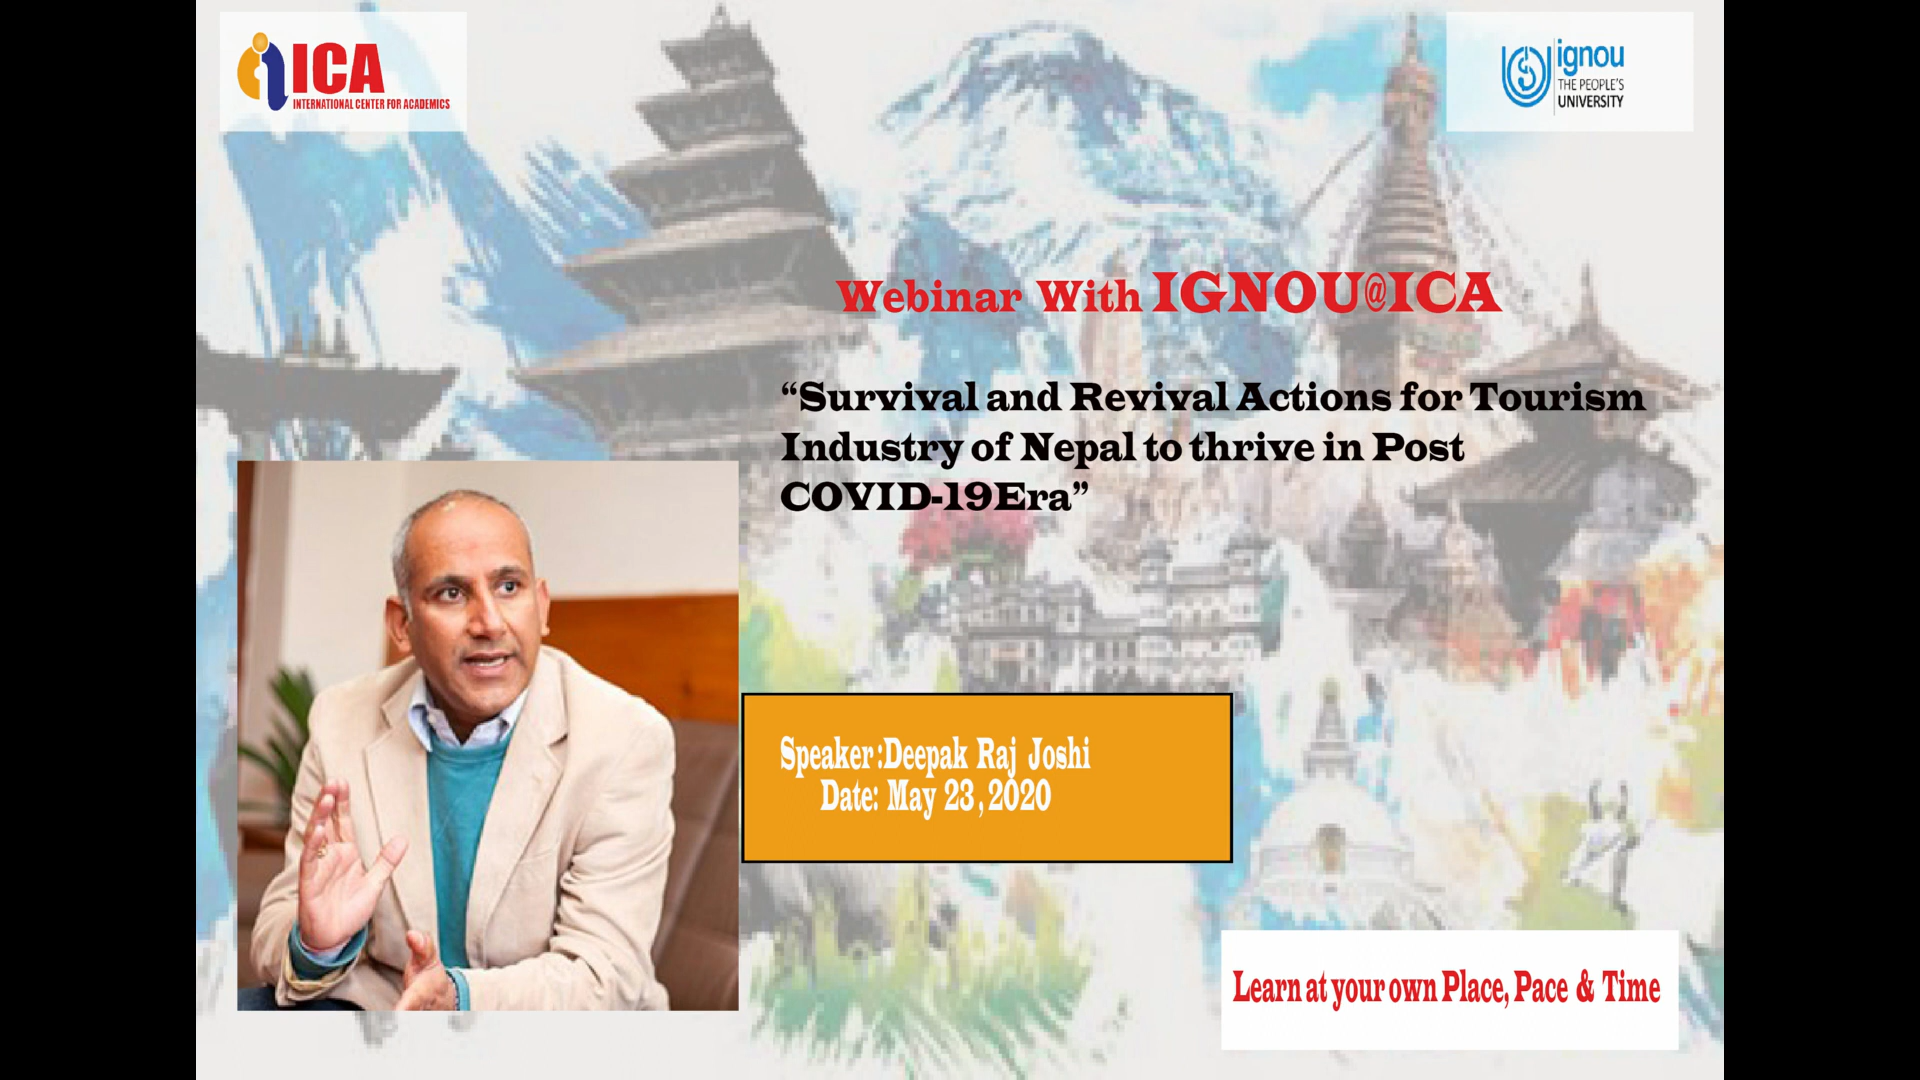 ICA
INTERNATIONAL CENTER FOR ACADEMICS
ignou
THE PEOPLE'S
UNIVERSITY
Webinar With IGNOU@ICA
“Survival and Revival Actions for Tourism
Industry of Nepal to thrive in Post
COVID-19Era”
Speaker:Deepak Raj Joshi
Date: May 23,2020
Learn at your own Place, Pace & Time